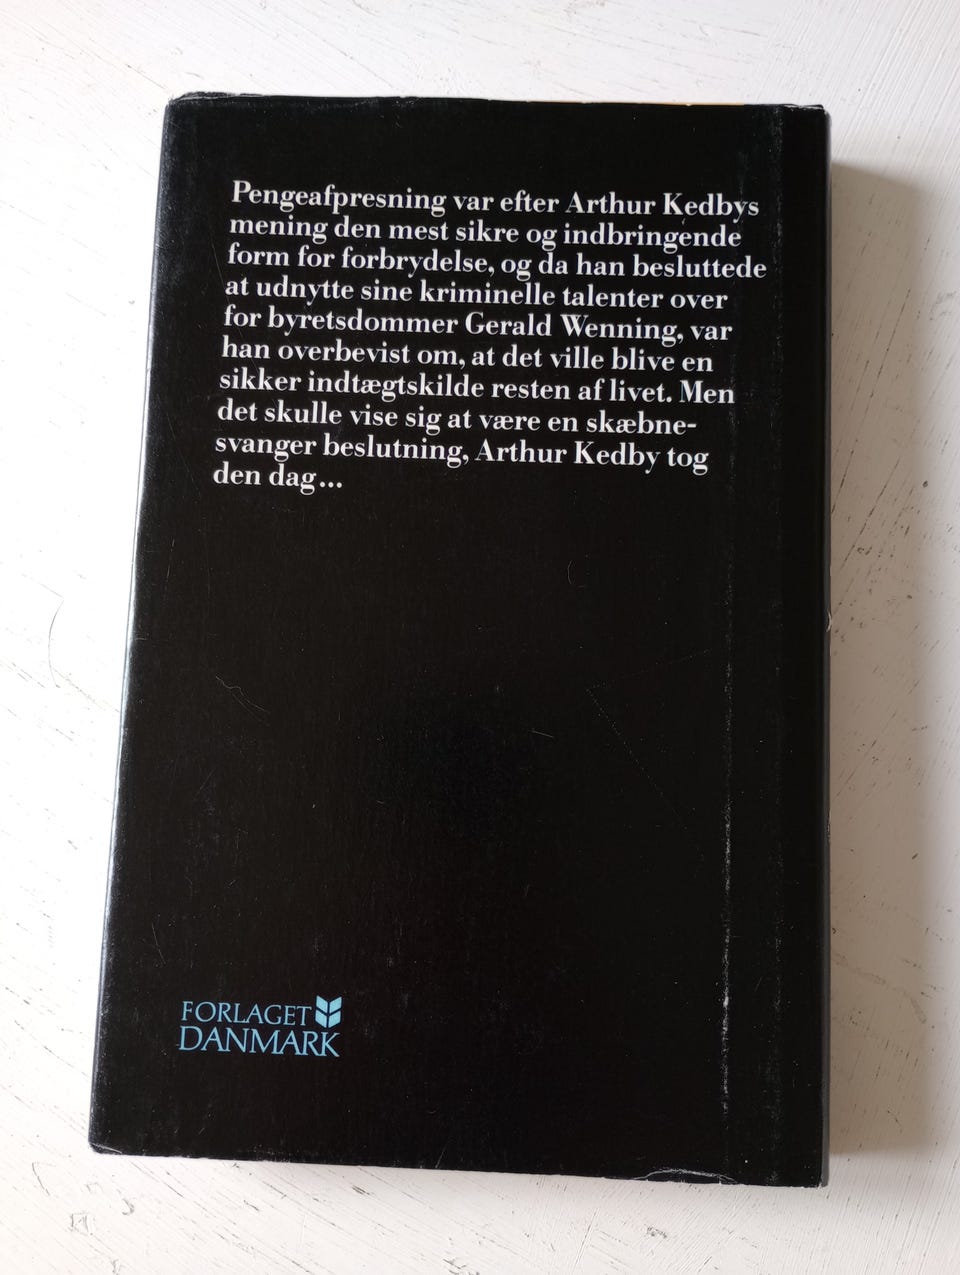 Pengeafpresning var efter Arthur Kedbys
mening den mest sikre og indbringende
form for forbrydelse, og da han besluttede
at udnytte sine kriminelle talenter over
for byretsdommer Gerald Wenning, var
han overbevist om, at det ville blive en
sikker indtægtskilde resten af livet. Men
det skulle vise sig at være en skæbne-
svanger beslutning, Arthur Kedby tog
den dag...
FORLAGET
DANMARK